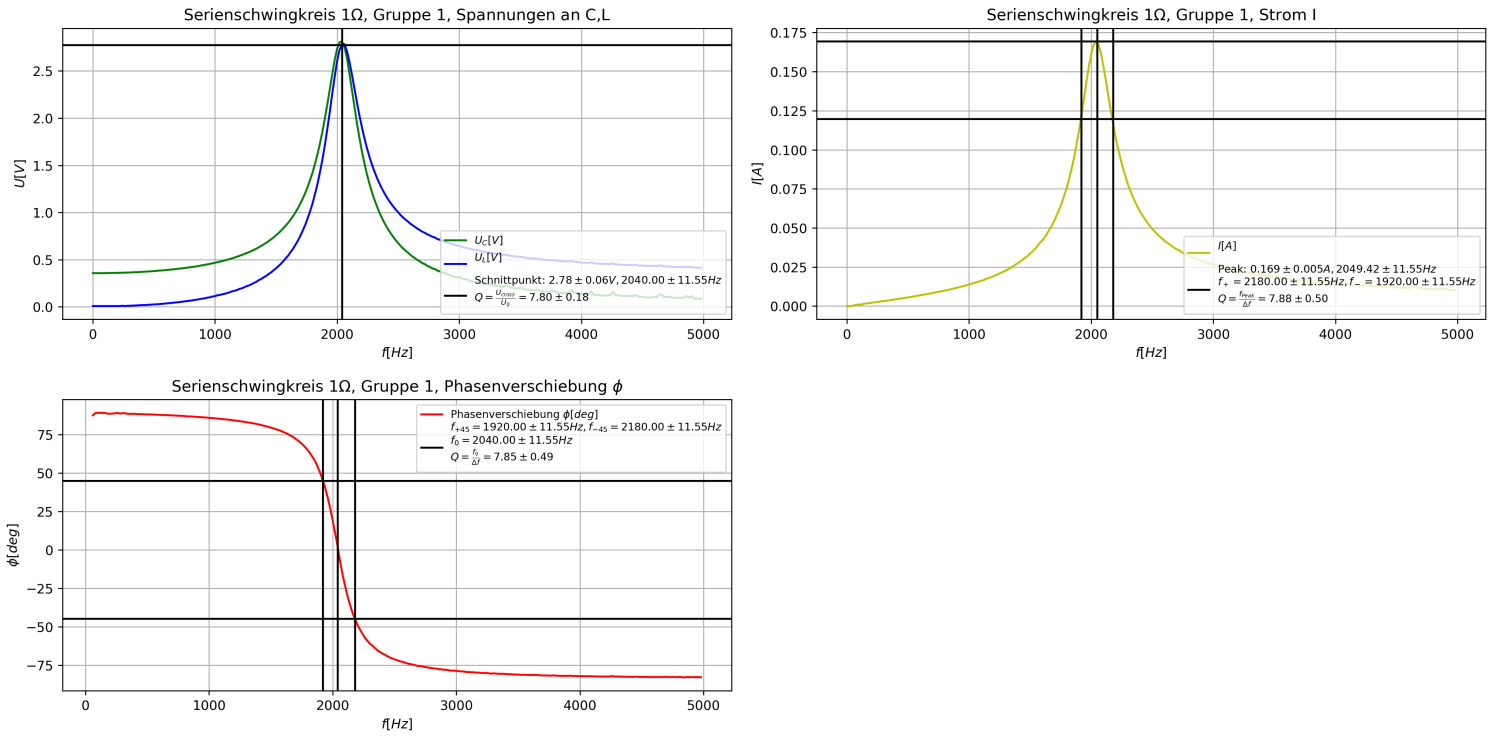 Serienschwingkreis 1Ω, Gruppe 1, Spannungen an C,L
U[V]
2.5
2.0
1.5
1.0
0.5
0.0
0 1000 2000 3000 4000 5000
f[Hz]
U_C[V]
U_L[V]
Schnittpunkt: 2.78 ± 0.06V, 2040.00 ± 11.55Hz
Q = U_cross/U_0 = 7.80 ± 0.18
Serienschwingkreis 1Ω, Gruppe 1, Strom I
I[A]
0.175
0.150
0.125
0.100
0.075
0.050
0.025
0.000
0 1000 2000 3000 4000 5000
f[Hz]
I[A]
Peak: 0.169 ± 0.005A, 2049.42 ± 11.55Hz
f_+ = 2180.00 ± 11.55Hz, f_− = 1920.00 ± 11.55Hz
Q = f_Peak/Δf = 7.88 ± 0.50
Serienschwingkreis 1Ω, Gruppe 1, Phasenverschiebung ϕ
ϕ[deg]
75
50
25
0
−25
−50
−75
0 1000 2000 3000 4000 5000
f[Hz]
Phasenverschiebung ϕ[deg]
f_+45 = 1920.00 ± 11.55Hz, f_−45 = 2180.00 ± 11.55Hz
f_0 = 2040.00 ± 11.55Hz
Q = f_0/Δf = 7.85 ± 0.49